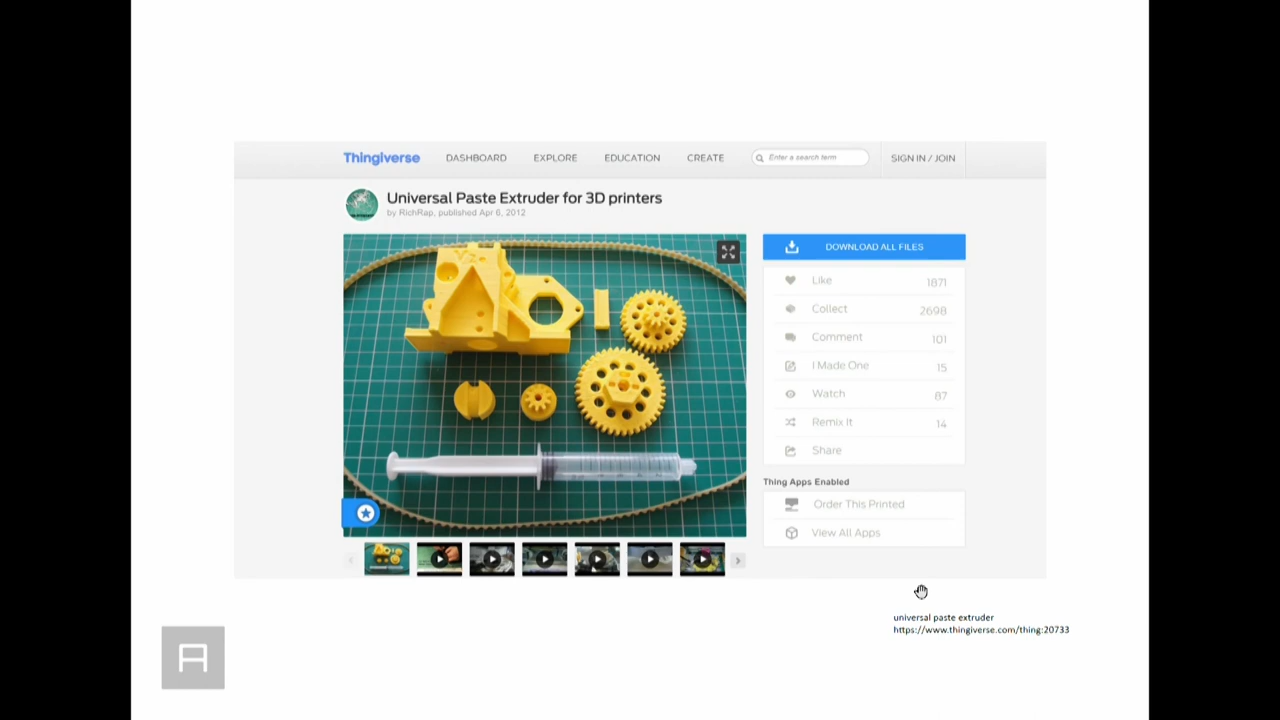 Thingiverse DASHBOARD EXPLORE EDUCATION CREATE Enter a search term SIGN IN / JOIN
Universal Paste Extruder for 3D printers
by RichRap, published Apr 6, 2012
DOWNLOAD ALL FILES
Like 1871
Collect 2698
Comment 101
I Made One 15
Watch 87
Remix It 14
Share
Thing Apps Enabled
Order This Printed
View All Apps
universal paste extruder
https://www.thingiverse.com/thing:20733